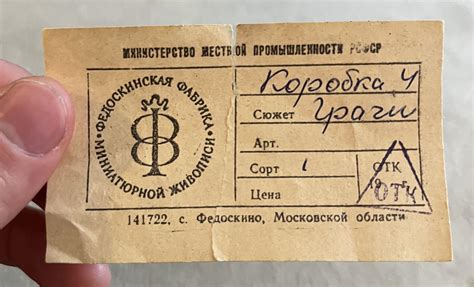 МИНИСТЕРСТВО МЕСТНОЙ ПРОМЫШЛЕННОСТИ РСФСР
ФЕДОСКИНСКАЯ ФАБРИКА
МИНИАТЮРНОЙ ЖИВОПИСИ
Коробка 4
Сюжет Грачи
Арт.
Сорт 1
ОТК
ОТК
Цена
141722, с. Федоскино, Московской области